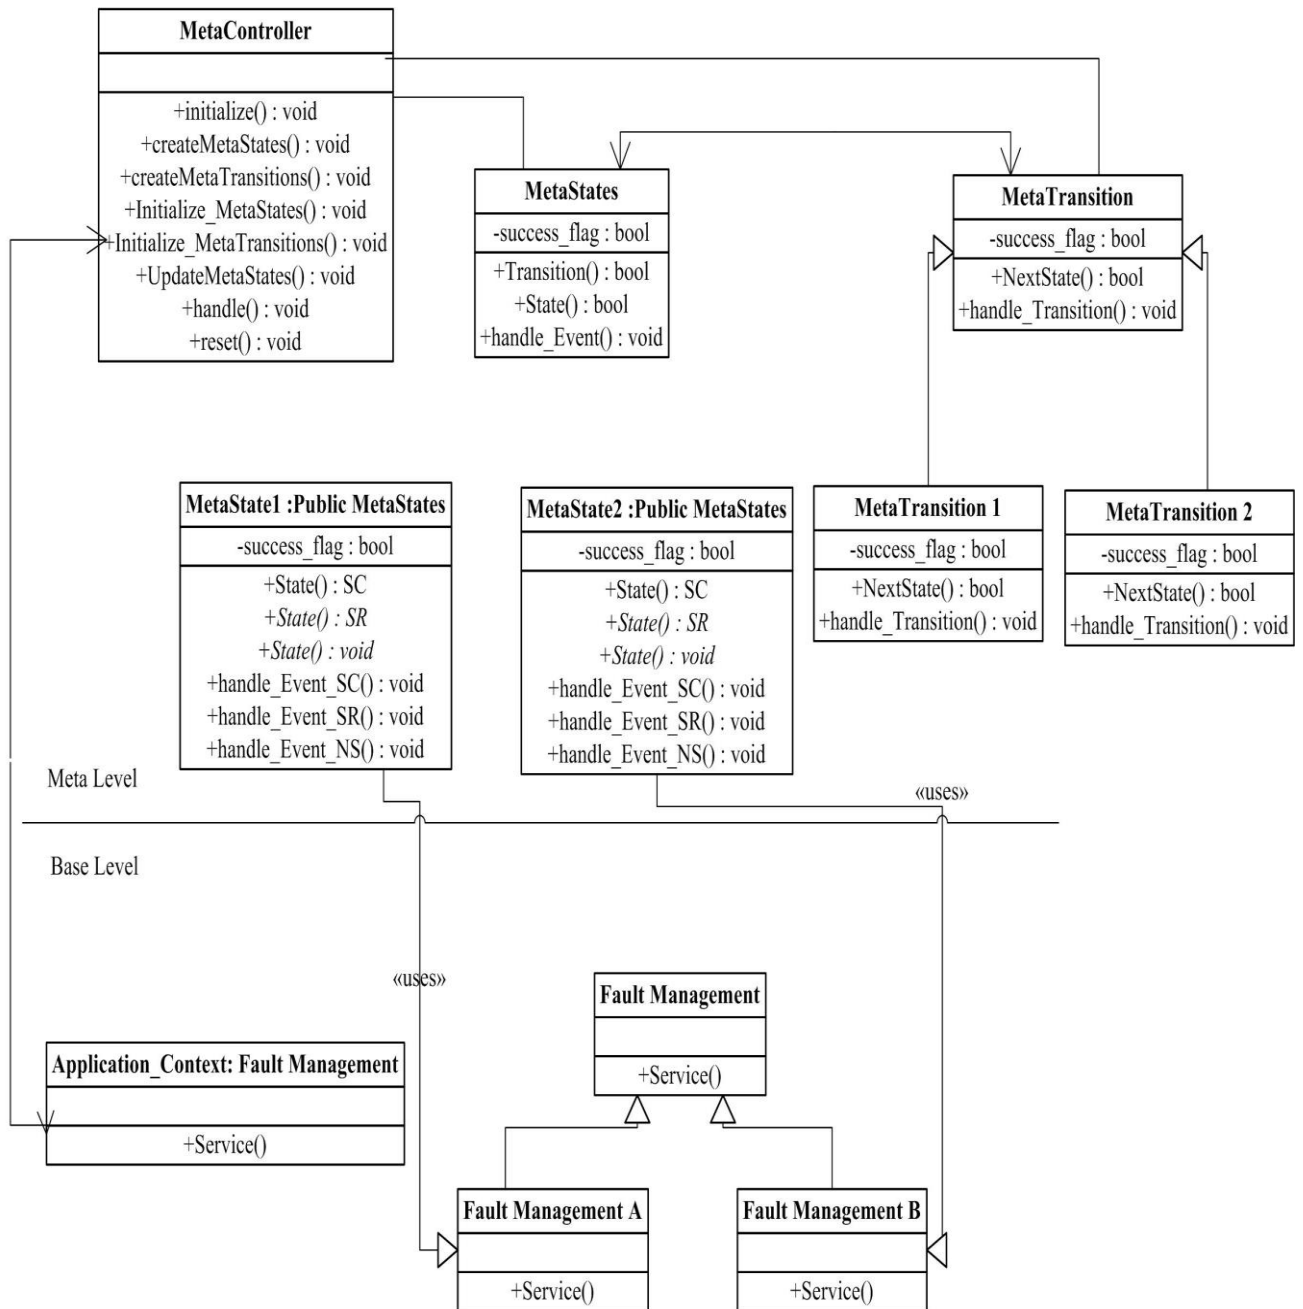 MetaController
+initialize() : void
+createMetaStates() : void
+createMetaTransitions() : void
+Initialize_MetaStates() : void
+Initialize_MetaTransitions() : void
+UpdateMetaStates() : void
+handle() : void
+reset() : void
MetaStates
-success_flag : bool
+Transition() : bool
+State() : bool
+handle_Event() : void
MetaTransition
-success_flag : bool
+NextState() : bool
+handle_Transition() : void
MetaState1 :Public MetaStates
-success_flag : bool
+State() : SC
+State() : SR
+State() : void
+handle_Event_SC() : void
+handle_Event_SR() : void
+handle_Event_NS() : void
MetaState2 :Public MetaStates
-success_flag : bool
+State() : SC
+State() : SR
+State() : void
+handle_Event_SC() : void
+handle_Event_SR() : void
+handle_Event_NS() : void
MetaTransition 1
-success_flag : bool
+NextState() : bool
+handle_Transition() : void
MetaTransition 2
-success_flag : bool
+NextState() : bool
+handle_Transition() : void
Meta Level
«uses»
Base Level
«uses»
Fault Management
+Service()
Application_Context: Fault Management
+Service()
Fault Management A
+Service()
Fault Management B
+Service()